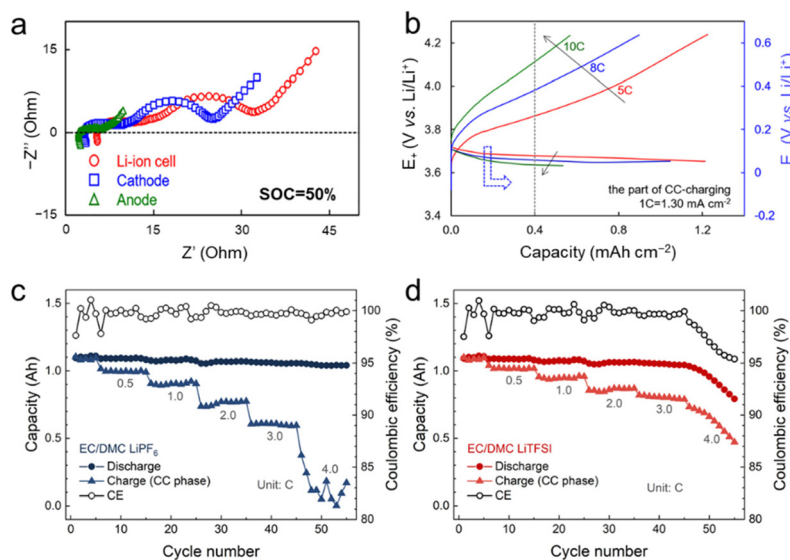 a
−Z'' (Ohm)
15
0
−15
0
15
30
45
60
Z' (Ohm)
Li-ion cell
Cathode
Anode
SOC=50%
b
E+ (V vs. Li/Li+)
4.2
4.0
3.8
3.6
3.4
0.0
0.4
0.8
1.2
Capacity (mAh cm−2)
10C
8C
5C
the part of CC-charging
1C=1.30 mA cm-2
0.6
0.4
0.2
0
-0.2
(V vs. Li/Li+)
c
Capacity (Ah)
1.5
1.0
0.5
0.0
0
10
20
30
40
50
Cycle number
0.5
1.0
2.0
3.0
4.0
EC/DMC LiPF6
Discharge
Charge (CC phase)
CE
Unit: C
100
95
90
85
80
Coulombic efficiency (%)
d
Capacity (Ah)
1.5
1.0
0.5
0.0
0
10
20
30
40
50
Cycle number
0.5
1.0
2.0
3.0
4.0
EC/DMC LiTFSI
Discharge
Charge (CC phase)
CE
Unit: C
100
95
90
85
80
Coulombic efficiency (%)